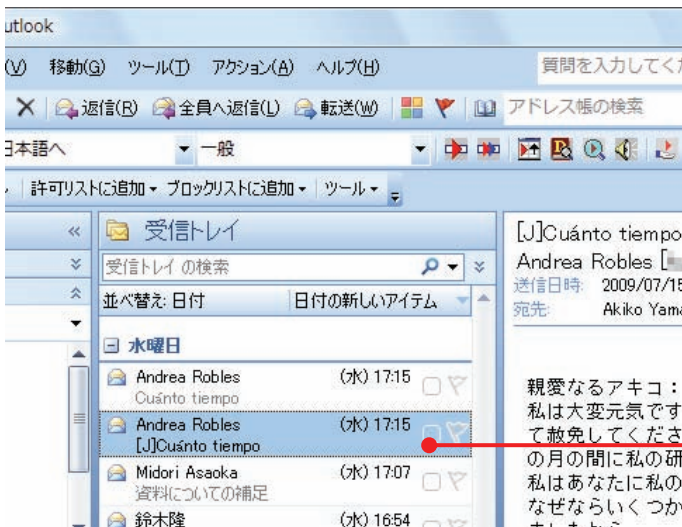 utlook
(V) 移動(G) ツール(T) アクション(A) ヘルプ(H) 質問を入力してく
返信(R) 全員へ返信(L) 転送(W) アドレス帳の検索
日本語へ 一般
許可リストに追加 ブロックリストに追加 ツール
受信トレイ
受信トレイ の検索
並べ替え: 日付 日付の新しいアイテム
水曜日
Andrea Robles (水) 17:15
Cuánto tiempo
Andrea Robles (水) 17:15
[J]Cuánto tiempo
Midori Asaoka (水) 17:07
資料についての補足
鈴木隆 (水) 16:54
[J]Cuánto tiempo
Andrea Robles [
送信日時: 2009/07/15
宛先: Akiko Yama
親愛なるアキコ:
私は大変元気です
て赦免してくださ
の月の間に私の研
私はあなたに私の
なぜならいくつか